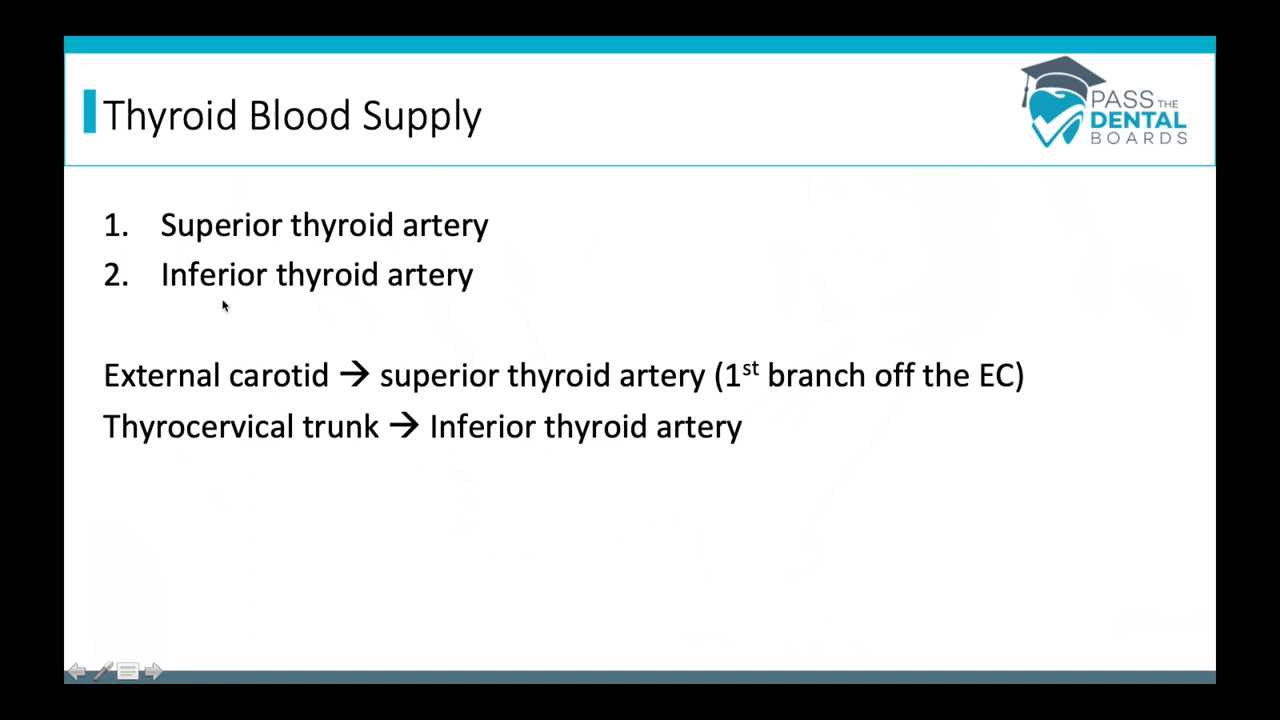 Thyroid Blood Supply
PASS THE
DENTAL
BOARDS
1. Superior thyroid artery
2. Inferior thyroid artery
External carotid → superior thyroid artery (1st branch off the EC)
Thyrocervical trunk → Inferior thyroid artery